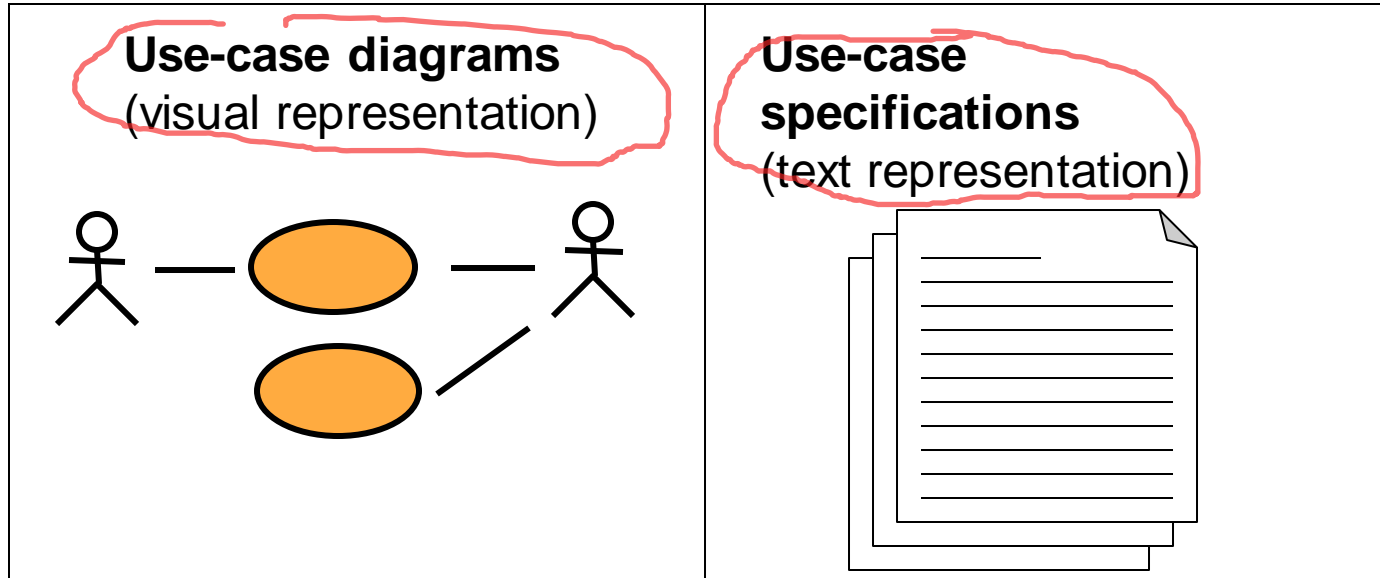 Use-case diagrams
(visual representation)
Use-case
specifications
(text representation)